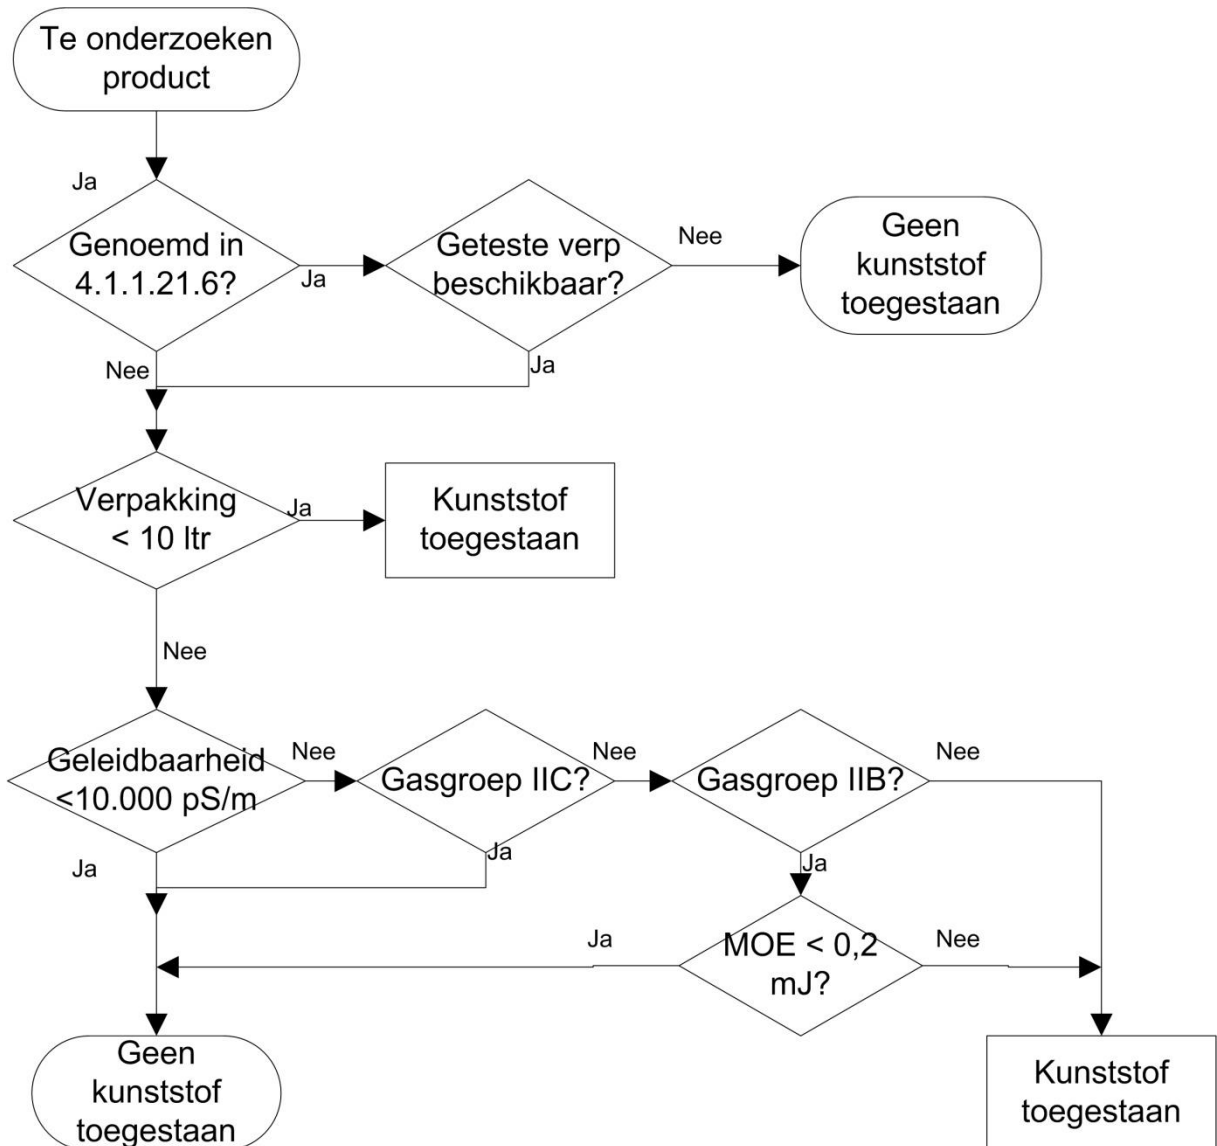 Te onderzoeken
product
Ja
Genoemd in
4.1.1.21.6?
Ja
Geteste verp
beschikbaar?
Nee
Geen
kunststof
toegestaan
Nee
Ja
Verpakking
< 10 ltr
Ja
Kunststof
toegestaan
Nee
Geleidbaarheid
<10.000 pS/m
Nee
Gasgroep IIC?
Nee
Gasgroep IIB?
Nee
Ja
Ja
Ja
Ja
MOE < 0,2
mJ?
Nee
Geen
kunststof
toegestaan
Kunststof
toegestaan